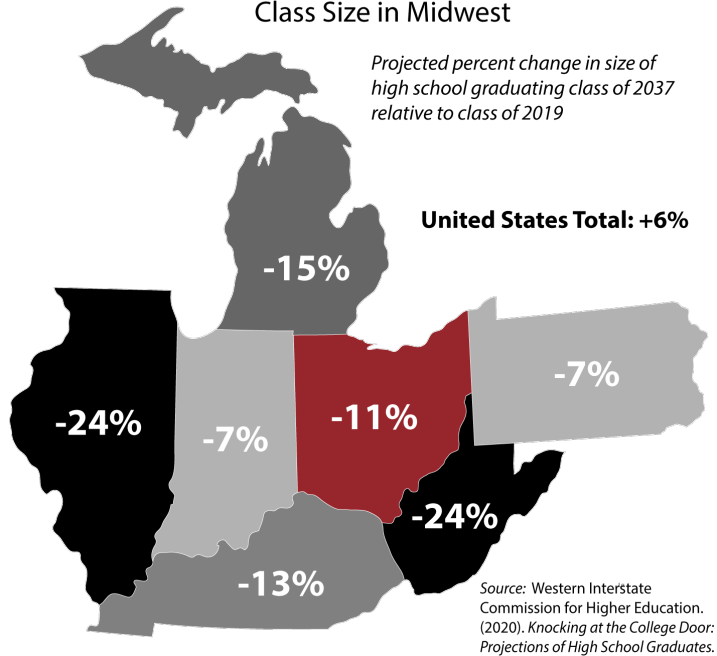 Class Size in Midwest
Projected percent change in size of
high school graduating class of 2037
relative to class of 2019
United States Total: +6%
-15%
-7%
-24%
-7%
-11%
-24%
-13%
Source: Western Interstate
Commission for Higher Education.
(2020). Knocking at the College Door:
Projections of High School Graduates.